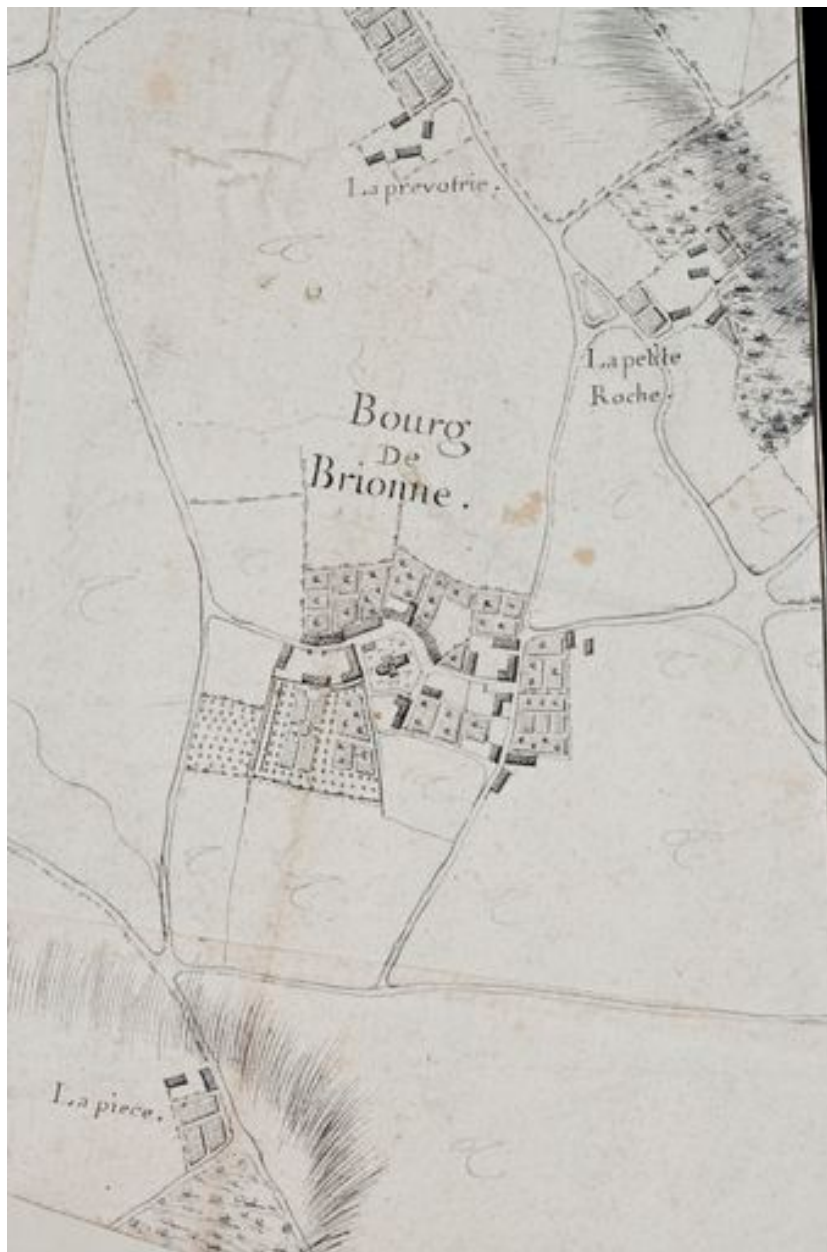 La prevotrie.
La petite
Roche.
Bourg
De
Brionne.
La piece.